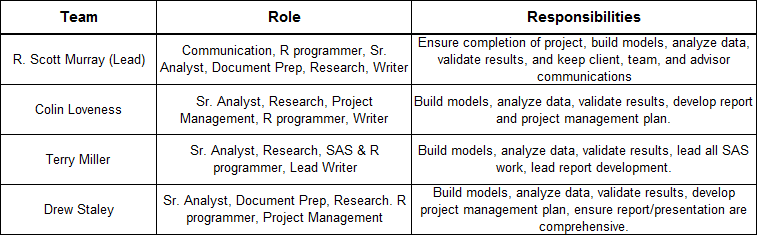 Team Role Responsibilities
R. Scott Murray (Lead)
Communication, R programmer, Sr.
Analyst, Document Prep, Research, Writer
Ensure completion of project, build models, analyze data,
validate results, and keep client, team, and advisor
communications
Colin Loveness
Sr. Analyst, Research, Project
Management, R programmer, Writer
Build models, analyze data, validate results, develop report
and project management plan.
Terry Miller
Sr. Analyst, Research, SAS & R
programmer, Lead Writer
Build models, analyze data, validate results, lead all SAS
work, lead report development.
Drew Staley
Sr. Analyst, Document Prep, Research. R
programmer, Project Management
Build models, analyze data, validate results, develop
project management plan, ensure report/presentation are
comprehensive.